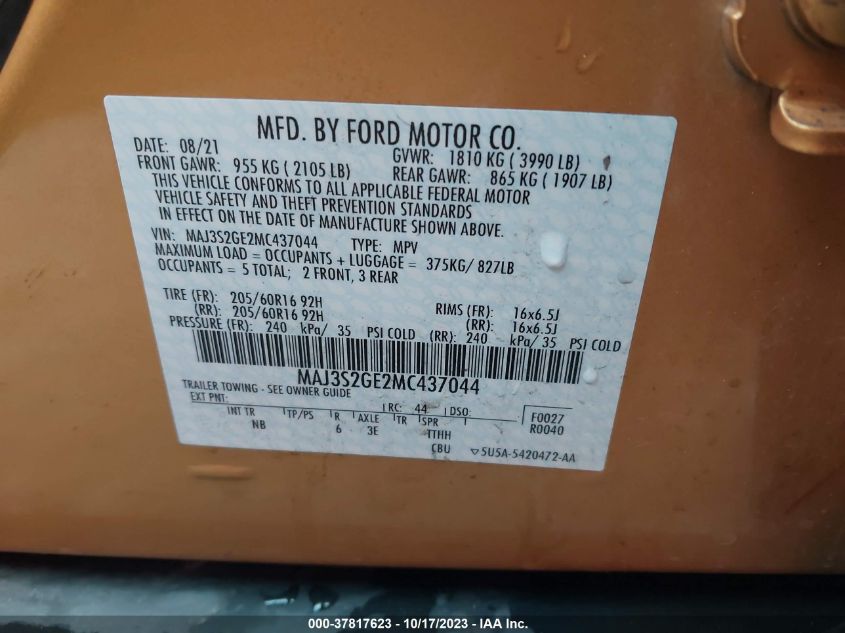 MFD. BY FORD MOTOR CO.
DATE: 08/21 GVWR: 1810 KG ( 3990 LB)
FRONT GAWR: 955 KG ( 2105 LB) REAR GAWR: 865 KG ( 1907 LB)
THIS VEHICLE CONFORMS TO ALL APPLICABLE FEDERAL MOTOR
VEHICLE SAFETY AND THEFT PREVENTION STANDARDS
IN EFFECT ON THE DATE OF MANUFACTURE SHOWN ABOVE.
VIN: MAJ3S2GE2MC437044 TYPE: MPV
MAXIMUM LOAD = OCCUPANTS + LUGGAGE = 375KG/ 827LB
OCCUPANTS = 5 TOTAL; 2 FRONT, 3 REAR
TIRE (FR): 205/60R16 92H RIMS (FR): 16x6.5J
(RR): 205/60R16 92H (RR): 16x6.5J
PRESSURE (FR): 240 kPa/ 35 PSI COLD (RR): 240 kPa/ 35 PSI COLD
MAJ3S2GE2MC437044
TRAILER TOWING - SEE OWNER GUIDE
EXT PNT: RC: 44 DSO: F0027
INT TR TP/PS R AXLE TR SPR R0040
NB 6 3E TTHH
CBU 5U5A-5420472-AA
000-37817623 - 10/17/2023 - IAA Inc.